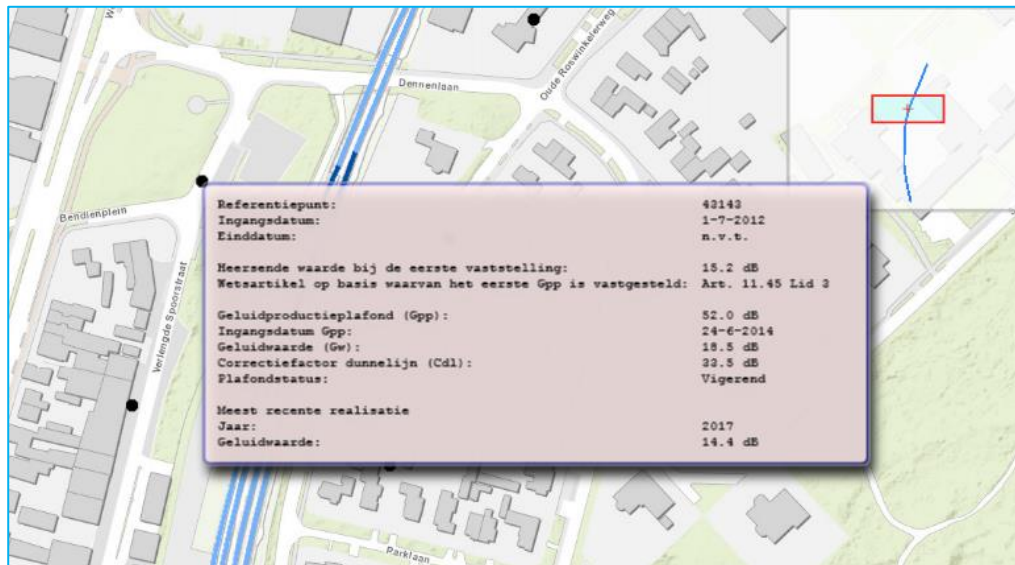 W
Dennenlaan
Oude Roswinkelerweg
Bendienplein
Verlengde Spoorstraat
Referentiepunt: 43143
Ingangsdatum: 1-7-2012
Einddatum: n.v.t.
Heersende waarde bij de eerste vaststelling: 15.2 dB
Wetsartikel op basis waarvan het eerste Gpp is vastgesteld: Art. 11.45 Lid 3
Geluidproductieplafond (Gpp): 52.0 dB
Ingangsdatum Gpp: 24-6-2014
Geluidwaarde (Gw): 18.5 dB
Correctiefactor dunnelijn (Cdl): 33.5 dB
Plafondstatus: Vigerend
Meest recente realisatie
Jaar: 2017
Geluidwaarde: 14.4 dB
Parklaan